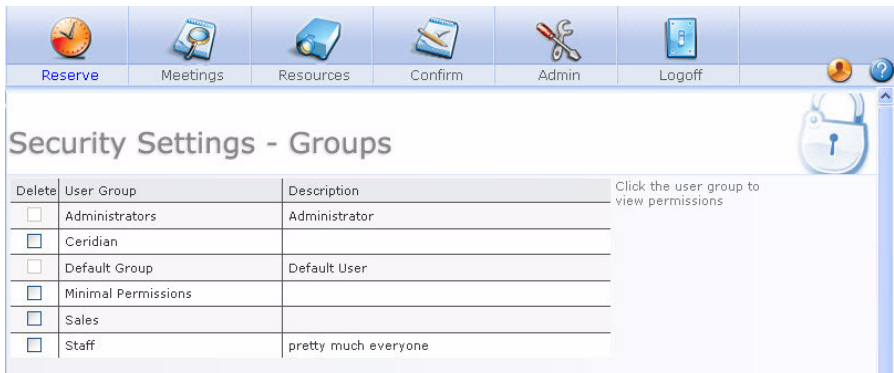 Reserve Meetings Resources Confirm Admin Logoff
?
Security Settings - Groups
Delete User Group Description
Click the user group to
view permissions
Administrators Administrator
Ceridian
Default Group Default User
Minimal Permissions
Sales
Staff pretty much everyone